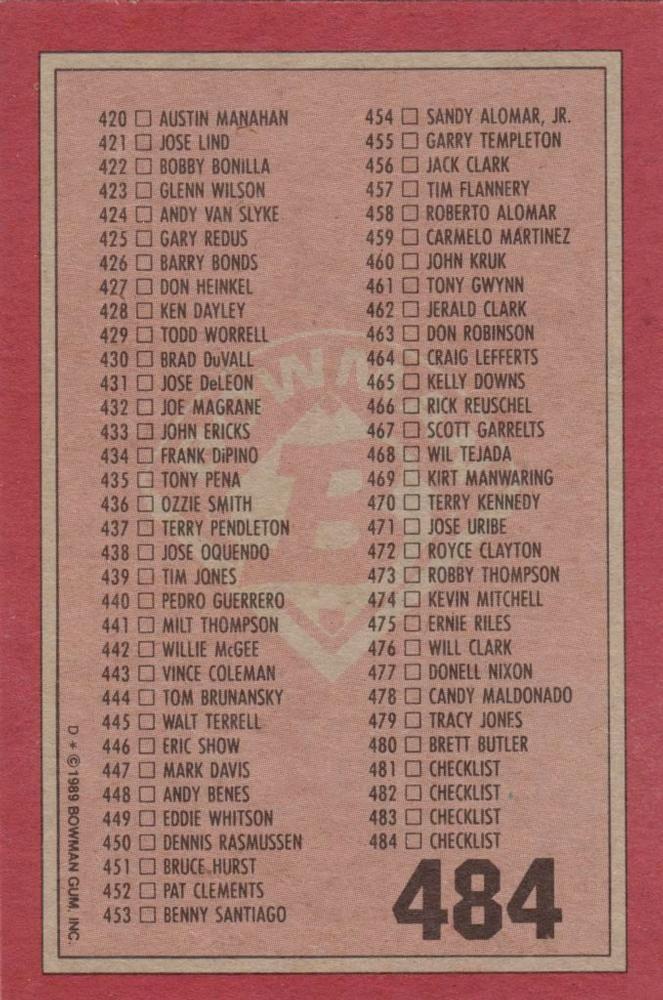 420 □ AUSTIN MANAHAN
421 □ JOSE LIND
422 □ BOBBY BONILLA
423 □ GLENN WILSON
424 □ ANDY VAN SLYKE
425 □ GARY REDUS
426 □ BARRY BONDS
427 □ DON HEINKEL
428 □ KEN DAYLEY
429 □ TODD WORRELL
430 □ BRAD DuVALL
431 □ JOSE DeLEON
432 □ JOE MAGRANE
433 □ JOHN ERICKS
434 □ FRANK DiPINO
435 □ TONY PENA
436 □ OZZIE SMITH
437 □ TERRY PENDLETON
438 □ JOSE OQUENDO
439 □ TIM JONES
440 □ PEDRO GUERRERO
441 □ MILT THOMPSON
442 □ WILLIE McGEE
443 □ VINCE COLEMAN
444 □ TOM BRUNANSKY
445 □ WALT TERRELL
446 □ ERIC SHOW
447 □ MARK DAVIS
448 □ ANDY BENES
449 □ EDDIE WHITSON
450 □ DENNIS RASMUSSEN
451 □ BRUCE HURST
452 □ PAT CLEMENTS
453 □ BENNY SANTIAGO
454 □ SANDY ALOMAR, JR.
455 □ GARRY TEMPLETON
456 □ JACK CLARK
457 □ TIM FLANNERY
458 □ ROBERTO ALOMAR
459 □ CARMELO MARTINEZ
460 □ JOHN KRUK
461 □ TONY GWYNN
462 □ JERALD CLARK
463 □ DON ROBINSON
464 □ CRAIG LEFFERTS
465 □ KELLY DOWNS
466 □ RICK REUSCHEL
467 □ SCOTT GARRELTS
468 □ WIL TEJADA
469 □ KIRT MANWARING
470 □ TERRY KENNEDY
471 □ JOSE URIBE
472 □ ROYCE CLAYTON
473 □ ROBBY THOMPSON
474 □ KEVIN MITCHELL
475 □ ERNIE RILES
476 □ WILL CLARK
477 □ DONELL NIXON
478 □ CANDY MALDONADO
479 □ TRACY JONES
480 □ BRETT BUTLER
481 □ CHECKLIST
482 □ CHECKLIST
483 □ CHECKLIST
484 □ CHECKLIST
484
D * © 1989 BOWMAN GUM, INC.
B